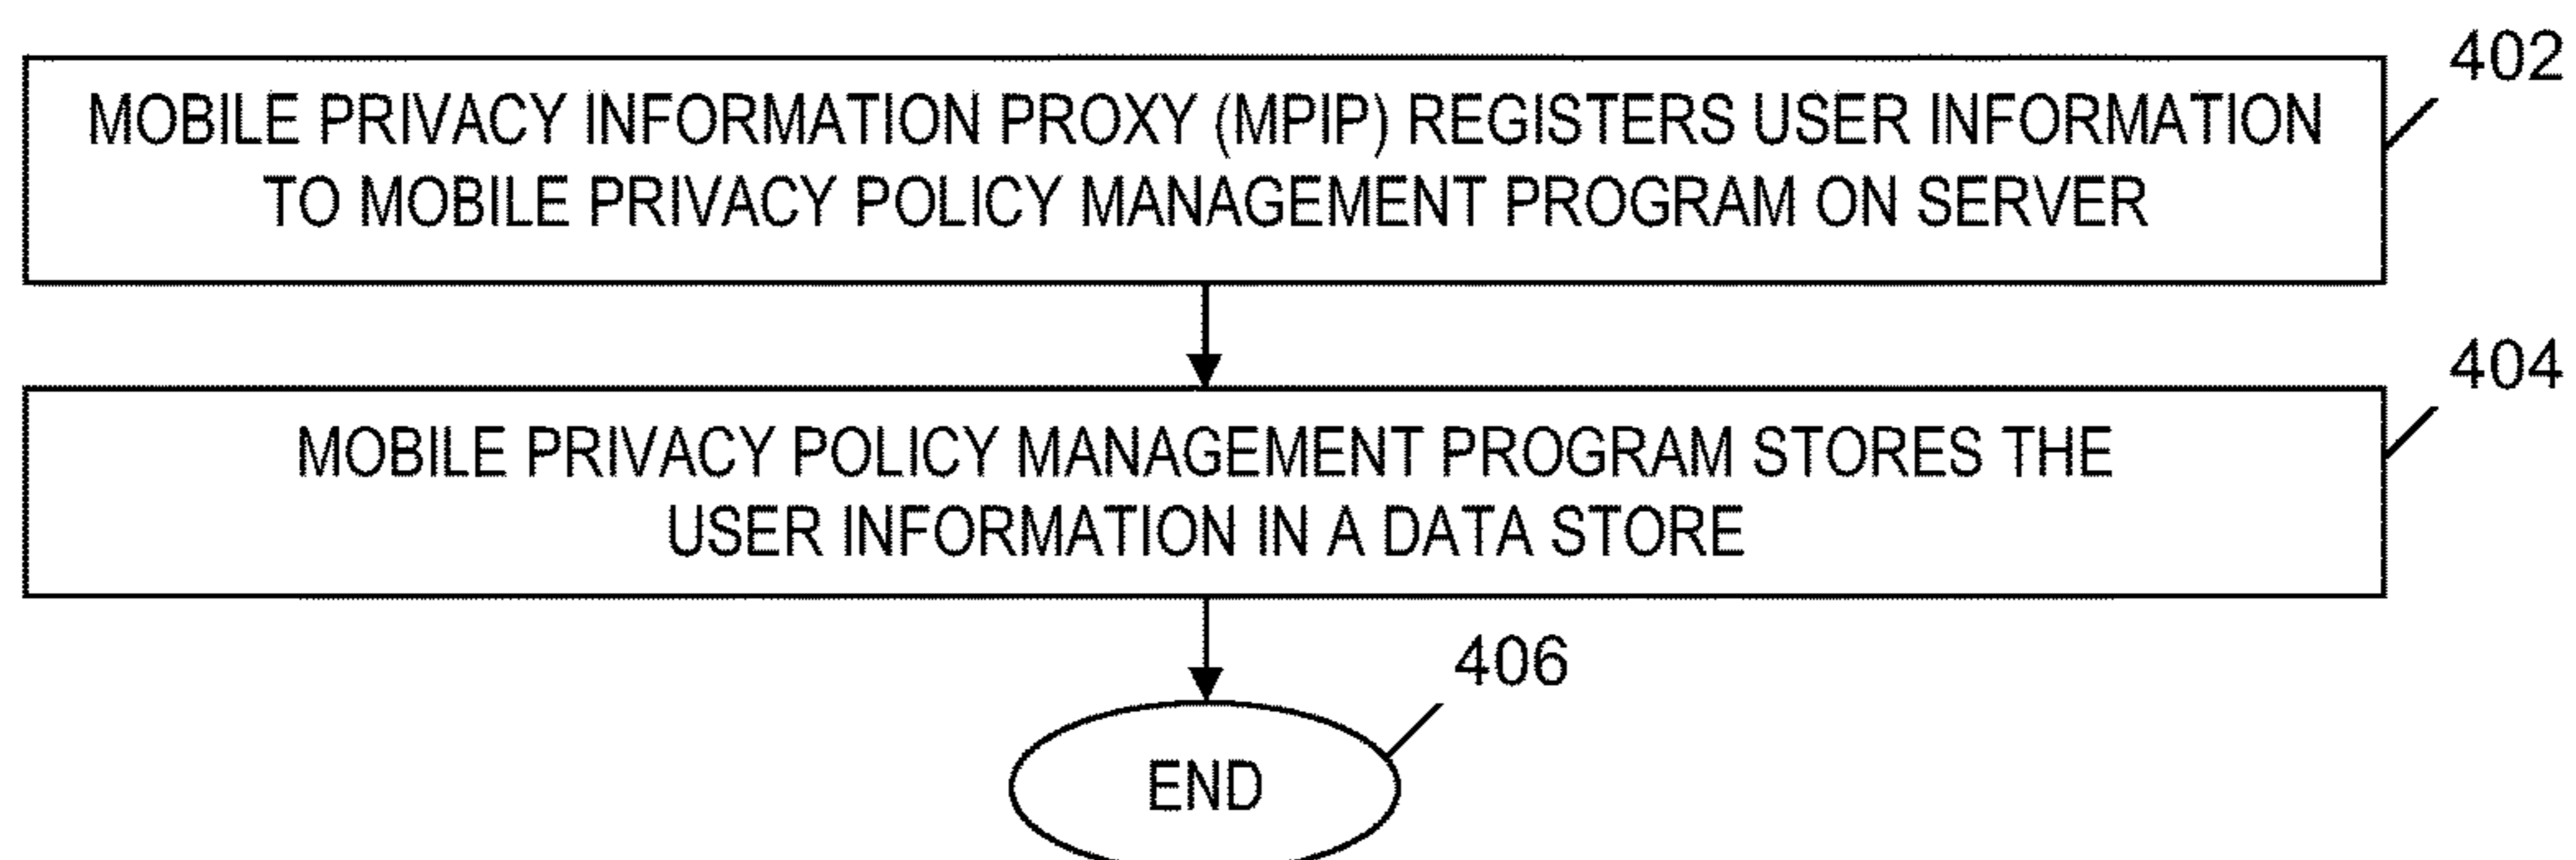 402
MOBILE PRIVACY INFORMATION PROXY (MPIP) REGISTERS USER INFORMATION
TO MOBILE PRIVACY POLICY MANAGEMENT PROGRAM ON SERVER
404
MOBILE PRIVACY POLICY MANAGEMENT PROGRAM STORES THE
USER INFORMATION IN A DATA STORE
406
END